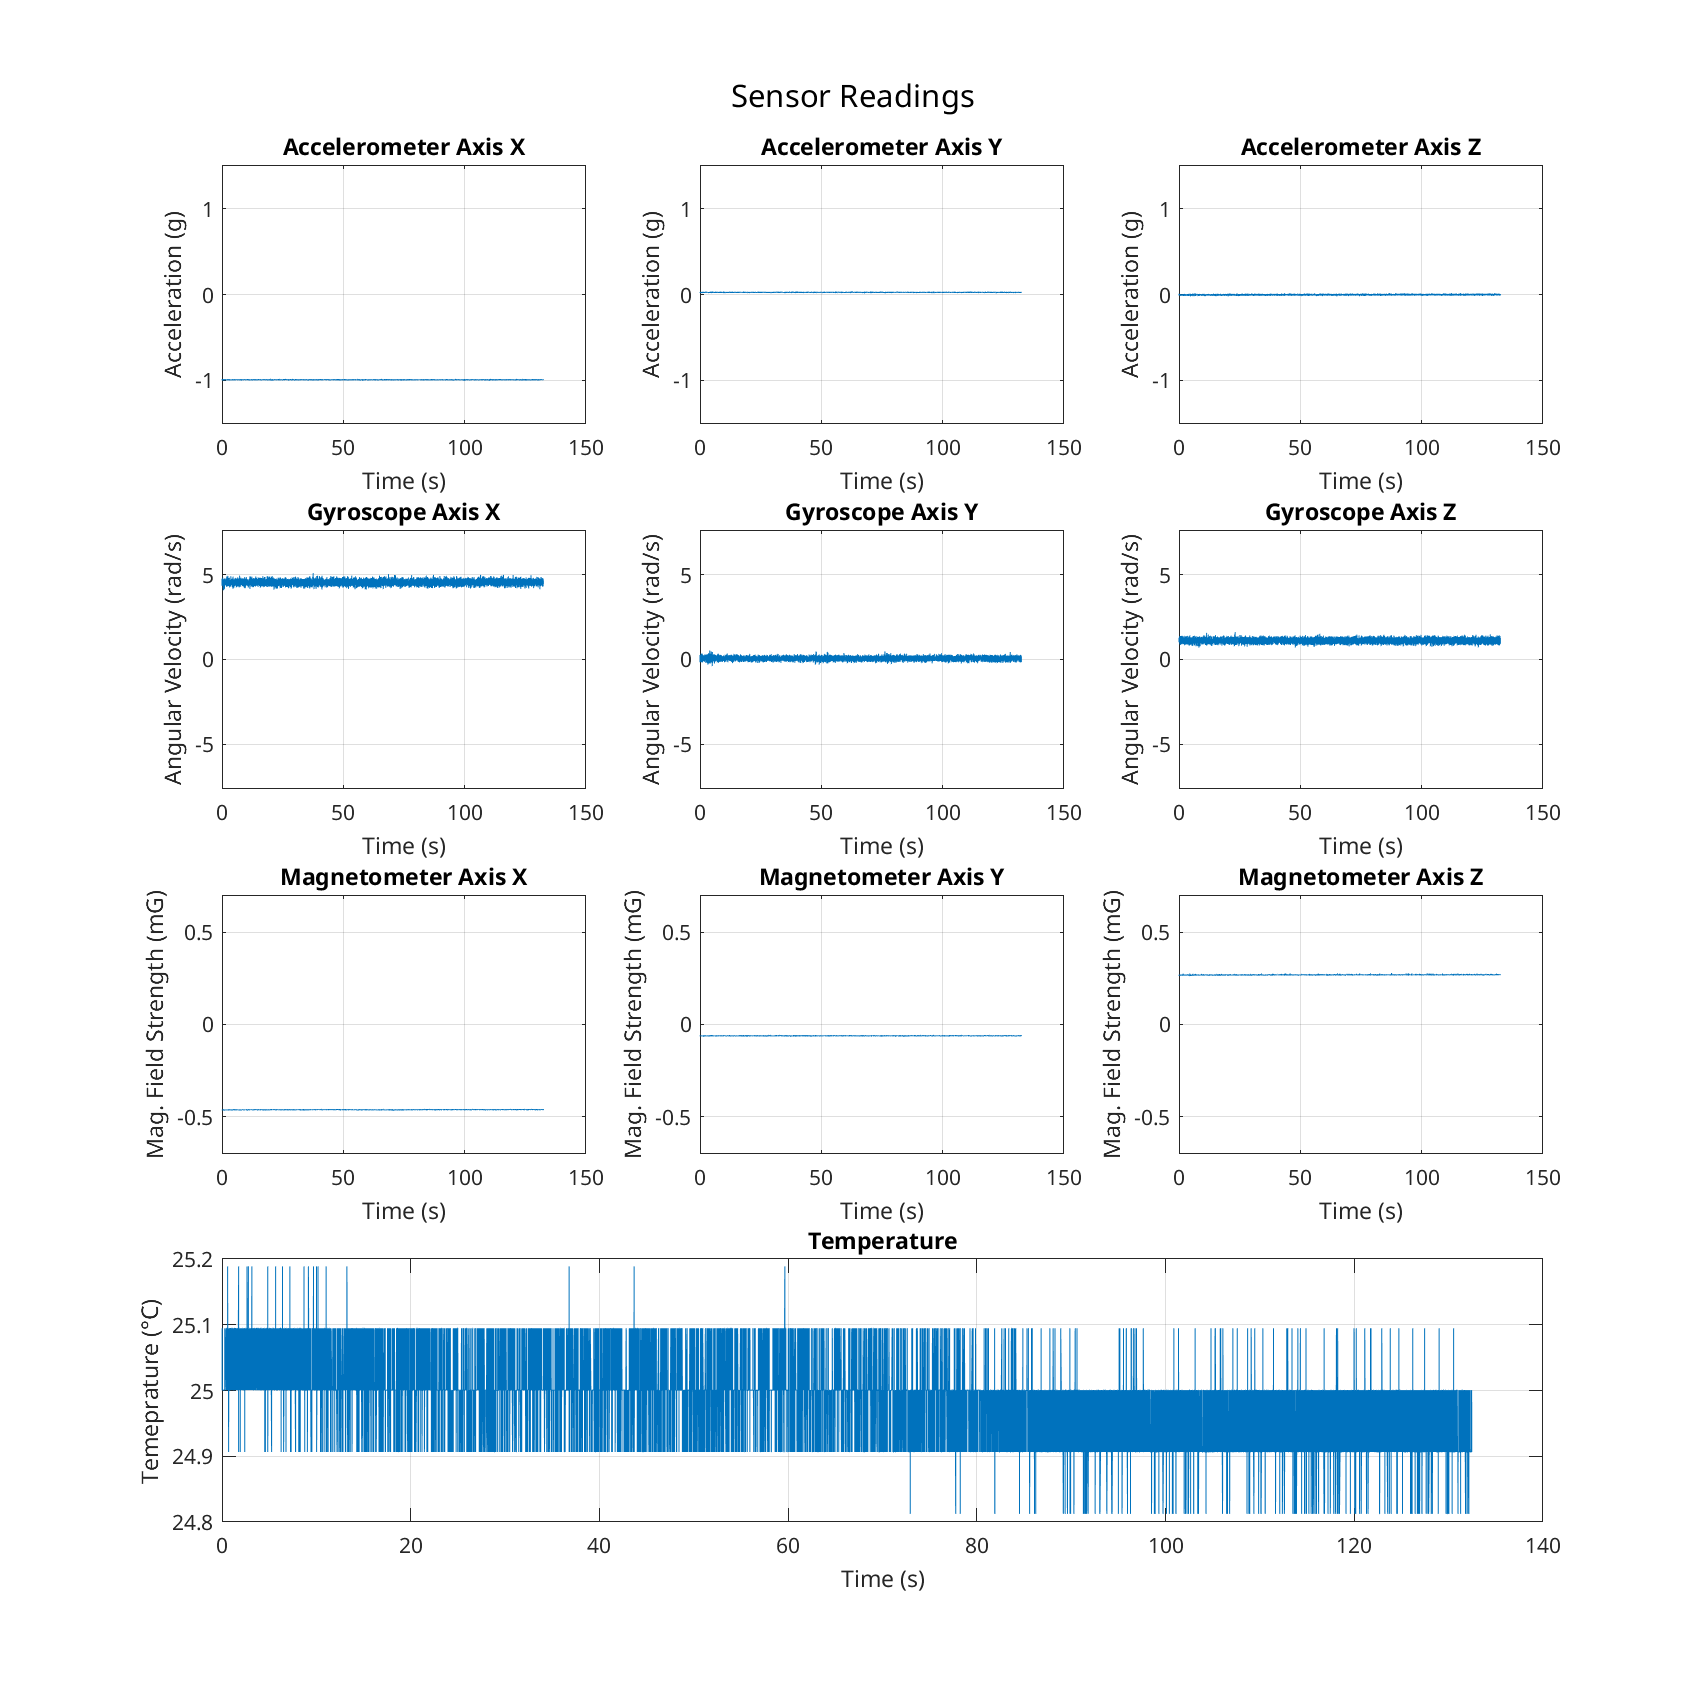 Sensor Readings
Accelerometer Axis X
Acceleration (g)
1
0
-1
0 50 100 150
Time (s)
Accelerometer Axis Y
Acceleration (g)
1
0
-1
0 50 100 150
Time (s)
Accelerometer Axis Z
Acceleration (g)
1
0
-1
0 50 100 150
Time (s)
Gyroscope Axis X
Angular Velocity (rad/s)
5
0
-5
0 50 100 150
Time (s)
Gyroscope Axis Y
Angular Velocity (rad/s)
5
0
-5
0 50 100 150
Time (s)
Gyroscope Axis Z
Angular Velocity (rad/s)
5
0
-5
0 50 100 150
Time (s)
Magnetometer Axis X
Mag. Field Strength (mG)
0.5
0
-0.5
0 50 100 150
Time (s)
Magnetometer Axis Y
Mag. Field Strength (mG)
0.5
0
-0.5
0 50 100 150
Time (s)
Magnetometer Axis Z
Mag. Field Strength (mG)
0.5
0
-0.5
0 50 100 150
Time (s)
Temperature
Temeprature (°C)
25.2
25.1
25
24.9
24.8
0 20 40 60 80 100 120 140
Time (s)